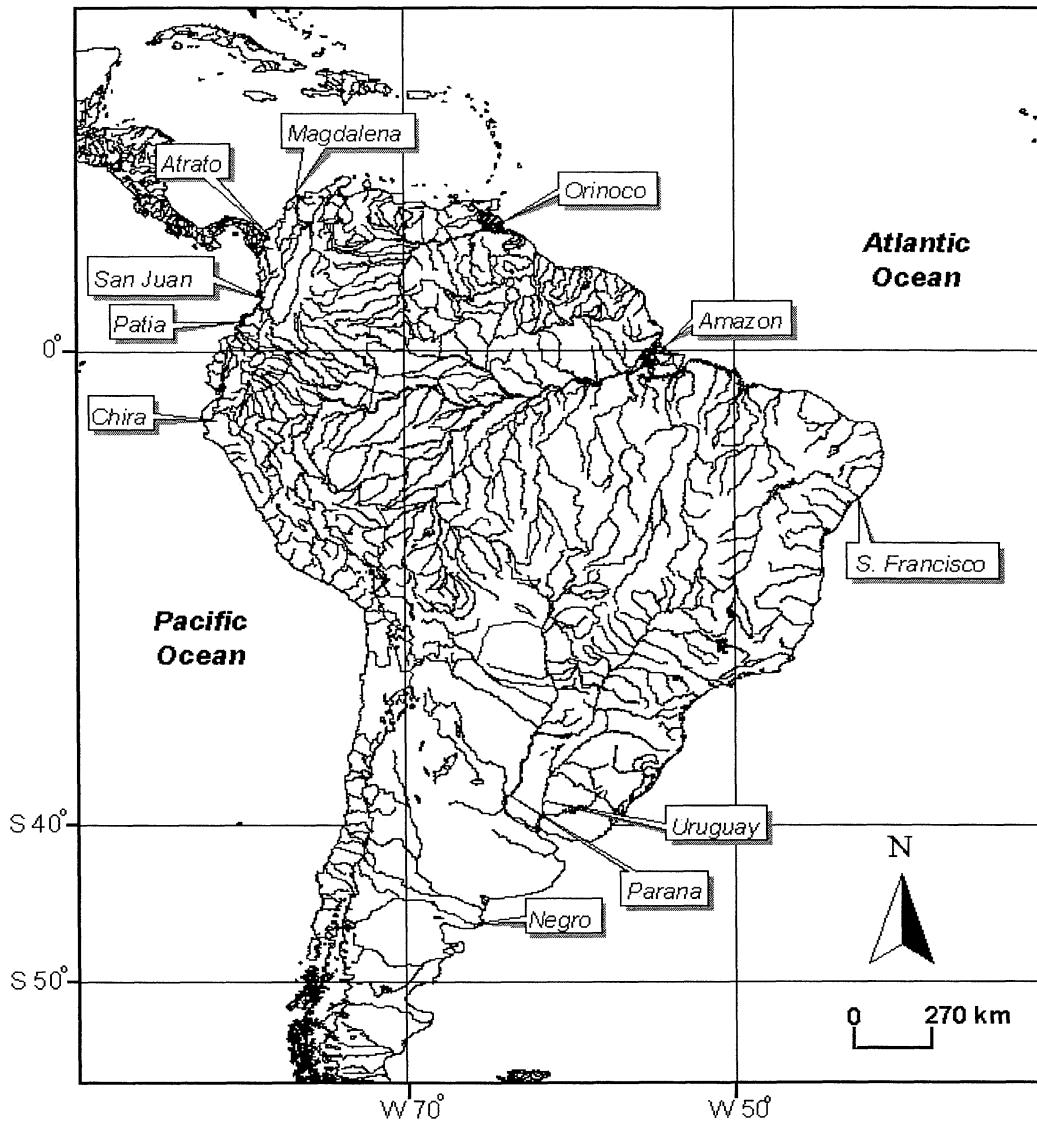 Magdalena
Atrato
Orinoco
Atlantic
Ocean
San Juan
Patia
Amazon
0°
Chira
S. Francisco
Pacific
Ocean
S 40°
Uruguay
N
Parana
Negro
S 50°
0 270 km
W 70°
W 50°